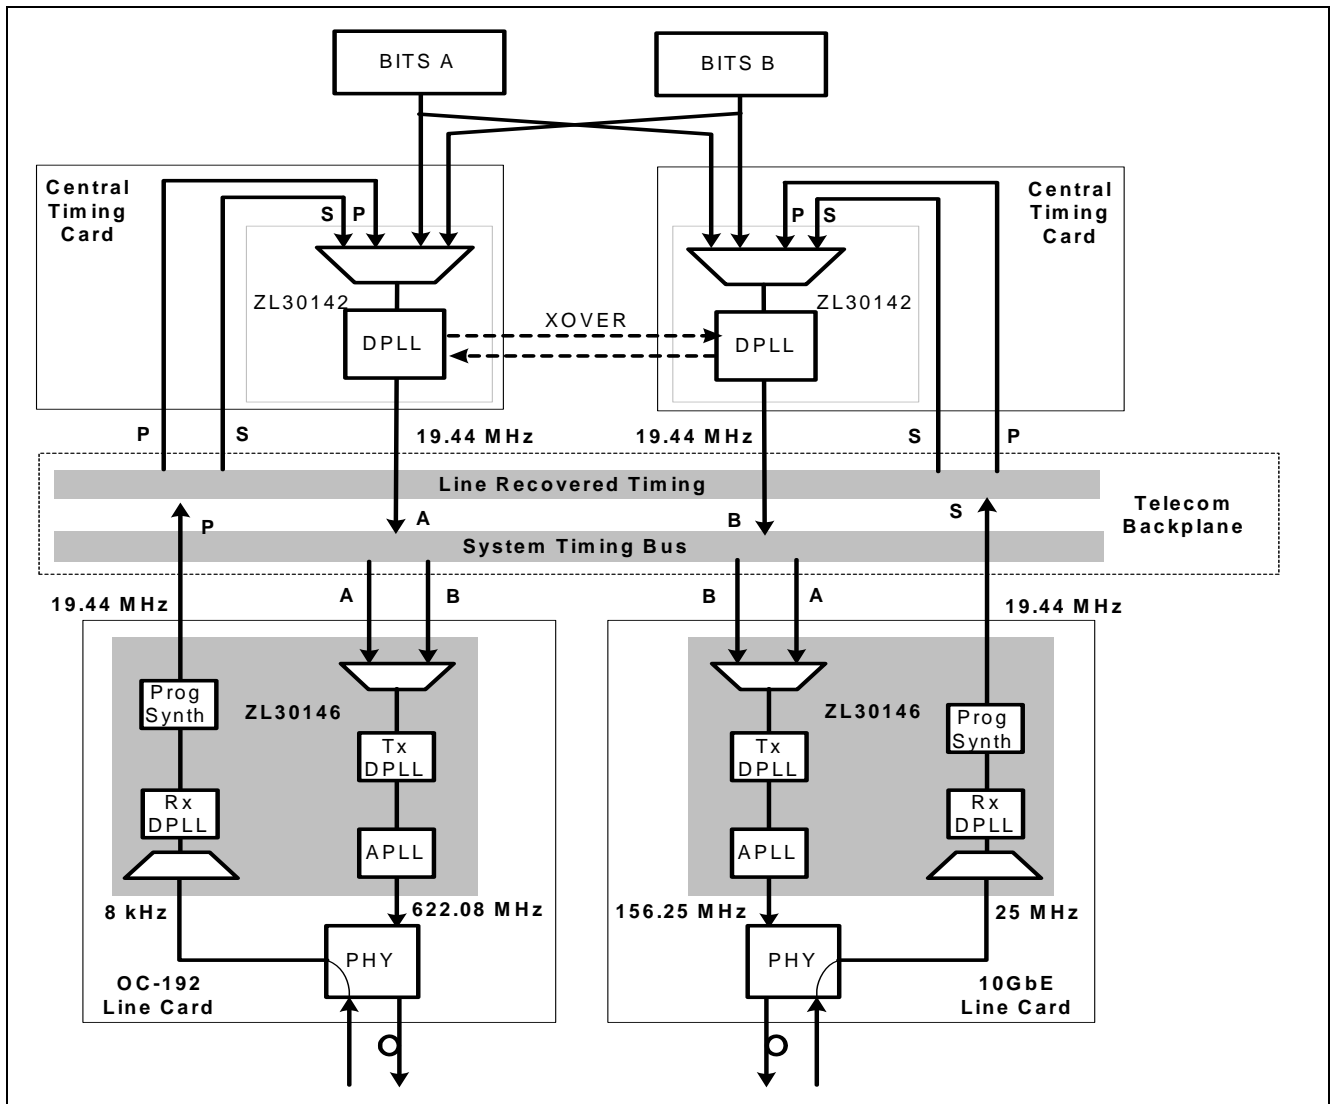 BITS A
BITS B
Central
Timing
Card
Central
Timing
Card
S P
P S
ZL30142
ZL30142
XOVER
DPLL
DPLL
P
S
19.44 MHz
19.44 MHz
S
P
Line Recovered Timing
Telecom
Backplane
P
A
B
S
System Timing Bus
A
B
B
A
19.44 MHz
19.44 MHz
Prog
Synth
ZL30146
ZL30146
Prog
Synth
Tx
DPLL
Tx
DPLL
Rx
DPLL
Rx
DPLL
APLL
APLL
8 kHz
622.08 MHz
156.25 MHz
25 MHz
PHY
PHY
OC-192
Line Card
10GbE
Line Card